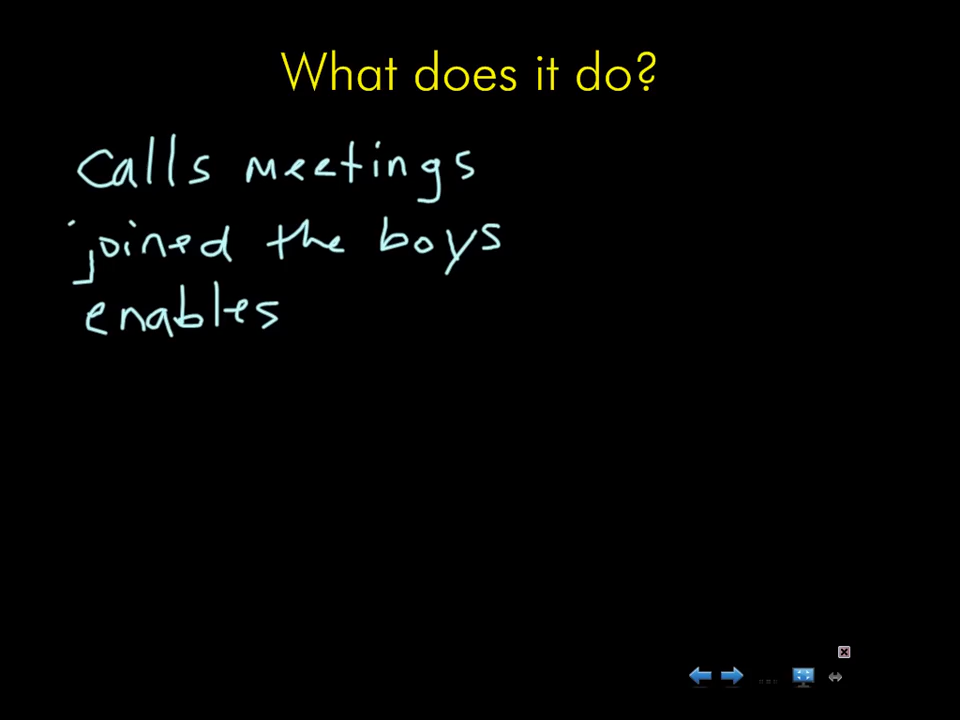 What does it do?
Calls meetings
joined the boys
enables